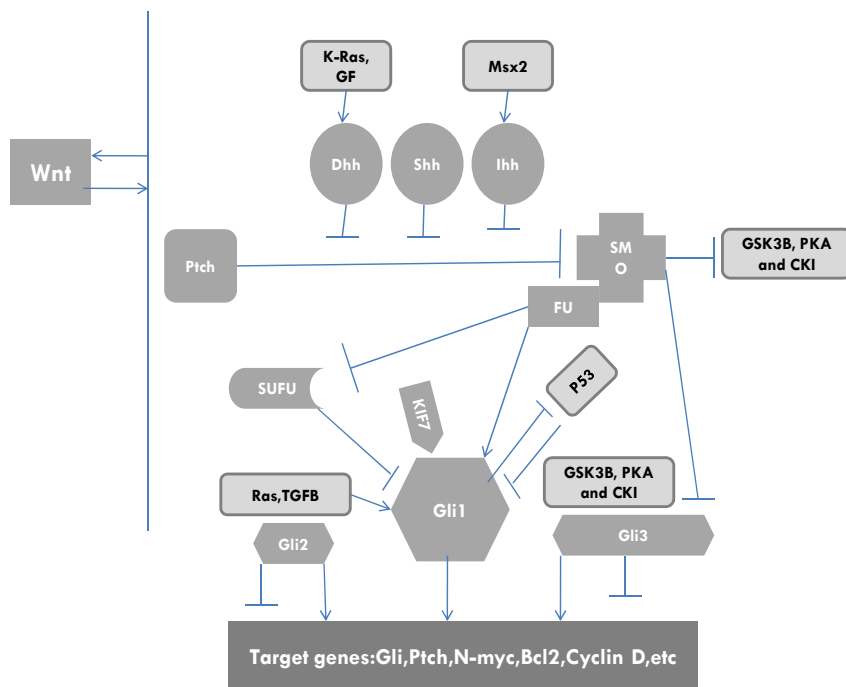 K-Ras,
GF
Msx2
Wnt
Dhh
Shh
Ihh
Ptch
SM
O
GSK3B, PKA
and CKI
FU
SUFU
KIF7
P53
Ras,TGFB
GSK3B, PKA
and CKI
Gli1
Gli2
Gli3
Target genes:Gli,Ptch,N-myc,Bcl2,Cyclin D,etc